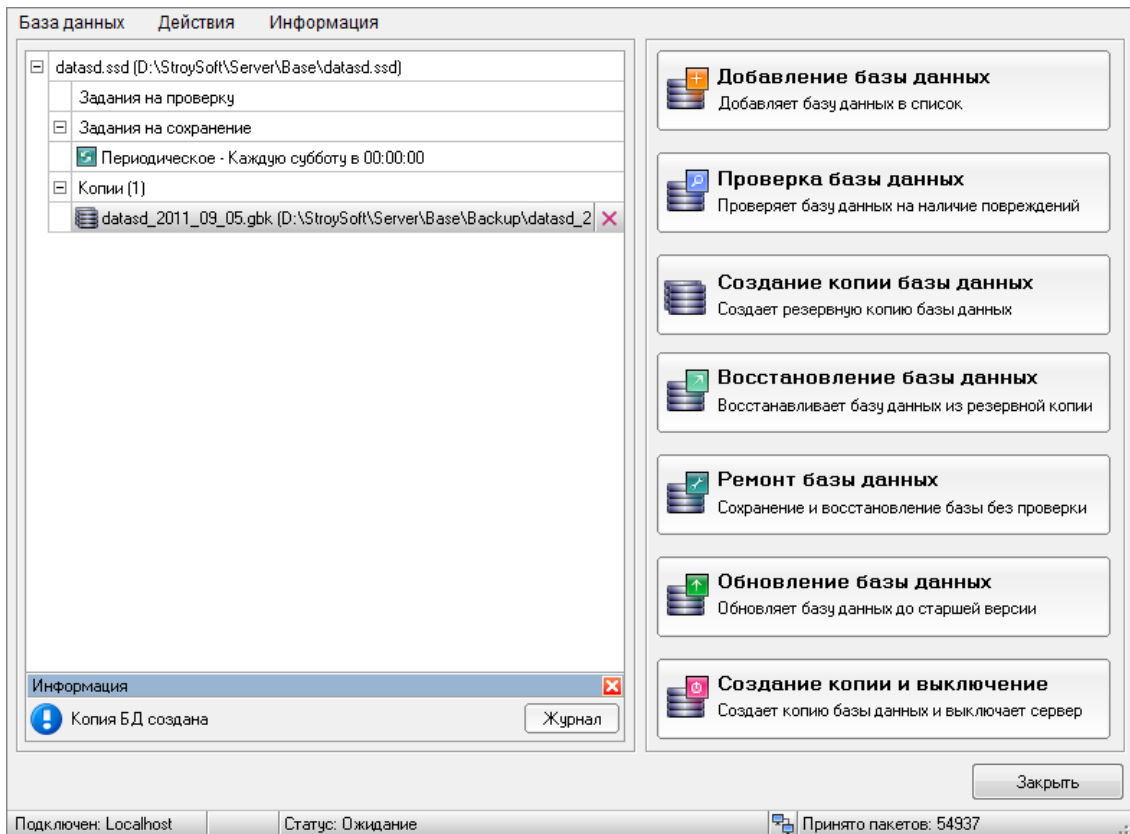 База данных Действия Информация
datasd.ssd (D:\StroySoft\Server\Base\datasd.ssd)
Задания на проверку
Задания на сохранение
Периодическое - Каждую субботу в 00:00:00
Копии (1)
datasd_2011_09_05.gbk (D:\StroySoft\Server\Base\Backup\datasd_2
Информация
Копия БД создана
Журнал
Добавление базы данных
Добавляет базу данных в список
Проверка базы данных
Проверяет базу данных на наличие повреждений
Создание копии базы данных
Создает резервную копию базы данных
Восстановление базы данных
Восстанавливает базу данных из резервной копии
Ремонт базы данных
Сохранение и восстановление базы без проверки
Обновление базы данных
Обновляет базу данных до старшей версии
Создание копии и выключение
Создает копию базы данных и выключает сервер
Закрыть
Подключен: Localhost Статус: Ожидание Принято пакетов: 54937